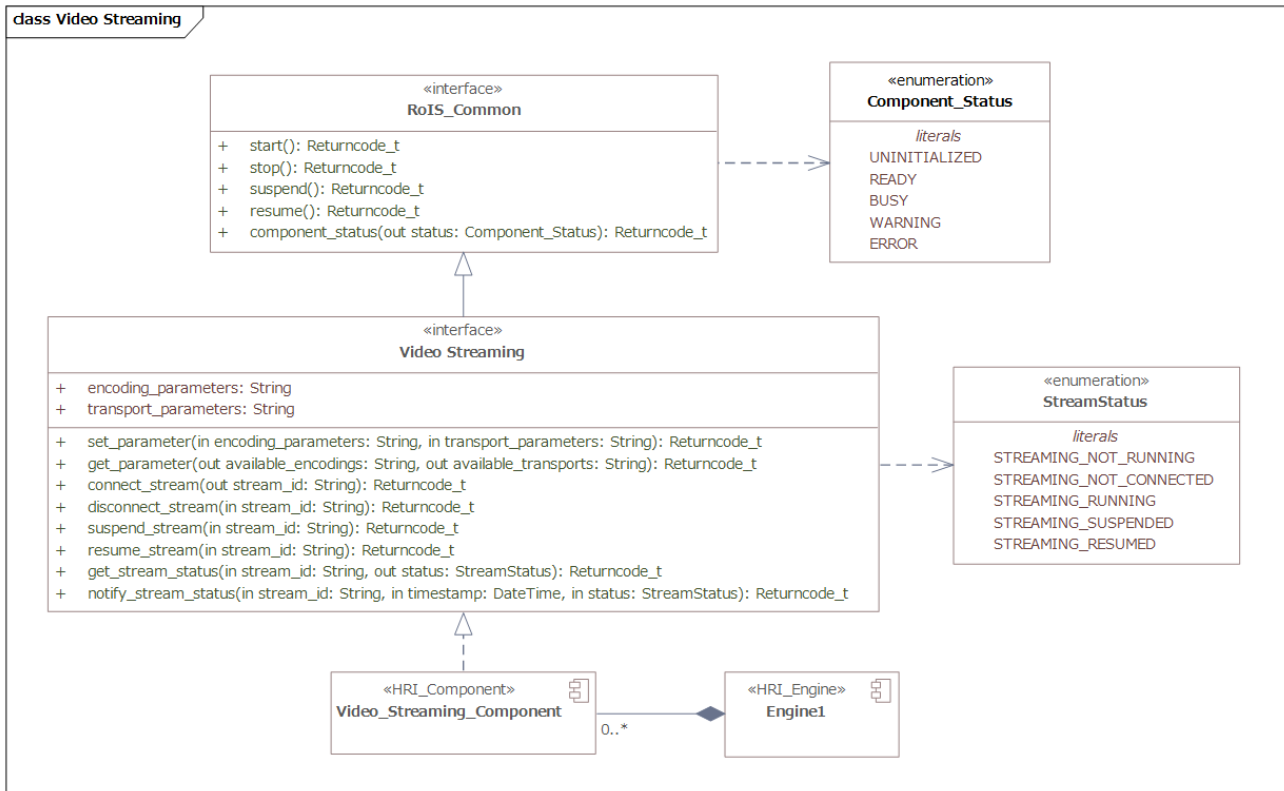 class Video Streaming
«interface»
RoIS_Common
+ start(): Returncode_t
+ stop(): Returncode_t
+ suspend(): Returncode_t
+ resume(): Returncode_t
+ component_status(out status: Component_Status): Returncode_t
«enumeration»
Component_Status
literals
UNINITIALIZED
READY
BUSY
WARNING
ERROR
«interface»
Video Streaming
+ encoding_parameters: String
+ transport_parameters: String
+ set_parameter(in encoding_parameters: String, in transport_parameters: String): Returncode_t
+ get_parameter(out available_encodings: String, out available_transports: String): Returncode_t
+ connect_stream(out stream_id: String): Returncode_t
+ disconnect_stream(in stream_id: String): Returncode_t
+ suspend_stream(in stream_id: String): Returncode_t
+ resume_stream(in stream_id: String): Returncode_t
+ get_stream_status(in stream_id: String, out status: StreamStatus): Returncode_t
+ notify_stream_status(in stream_id: String, in timestamp: DateTime, in status: StreamStatus): Returncode_t
«enumeration»
StreamStatus
literals
STREAMING_NOT_RUNNING
STREAMING_NOT_CONNECTED
STREAMING_RUNNING
STREAMING_SUSPENDED
STREAMING_RESUMED
«HRI_Component»
Video_Streaming_Component
0..*
«HRI_Engine»
Engine1